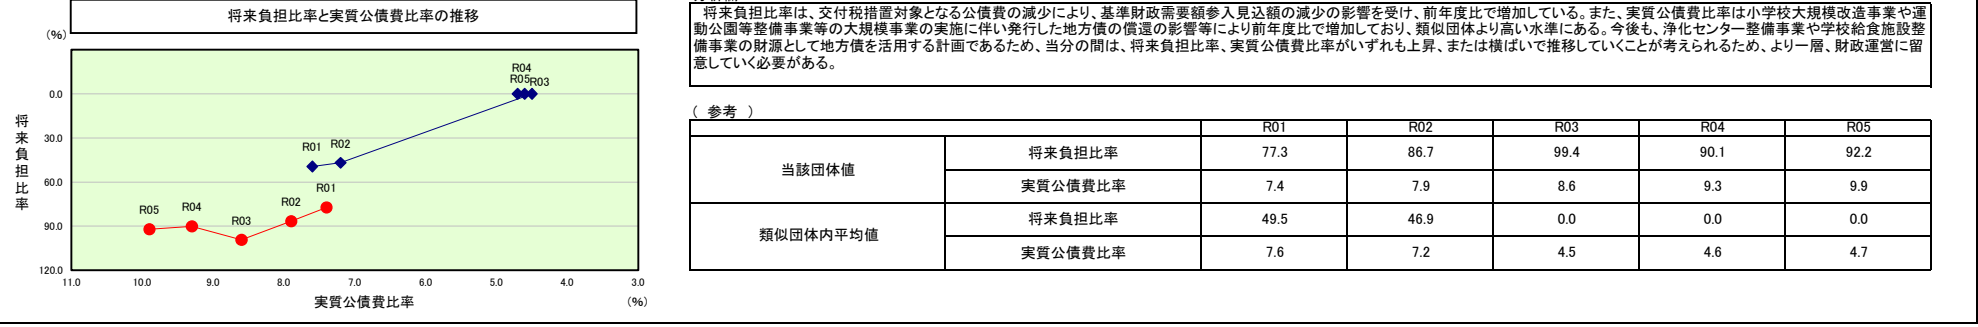 将来負担比率と実質公債費比率の推移
(%)
R04
R05
R03
0.0
30.0
R01
R02
60.0
R01
R02
R05
R04
R03
90.0
120.0
将来負担比率
11.0
10.0
9.0
8.0
7.0
6.0
5.0
4.0
3.0
実質公債費比率
(%)
将来負担比率は、交付税措置対象となる公債費の減少により、基準財政需要額参入見込額の減少の影響を受け、前年度比で増加している。また、実質公債費比率は小学校大規模改造事業や運
動公園等整備事業等の大規模事業の実施に伴い発行した地方債の償還の影響等により前年度比で増加しており、類似団体より高い水準にある。今後も、浄化センター整備事業や学校給食施設整
備事業の財源として地方債を活用する計画であるため、当分の間は、将来負担比率、実質公債費比率がいずれも上昇、または横ばいで推移していくことが考えられるため、より一層、財政運営に留
意していく必要がある。
( 参考 )
R01 R02 R03 R04 R05
当該団体値
将来負担比率 77.3 86.7 99.4 90.1 92.2
実質公債費比率 7.4 7.9 8.6 9.3 9.9
類似団体内平均値
将来負担比率 49.5 46.9 0.0 0.0 0.0
実質公債費比率 7.6 7.2 4.5 4.6 4.7